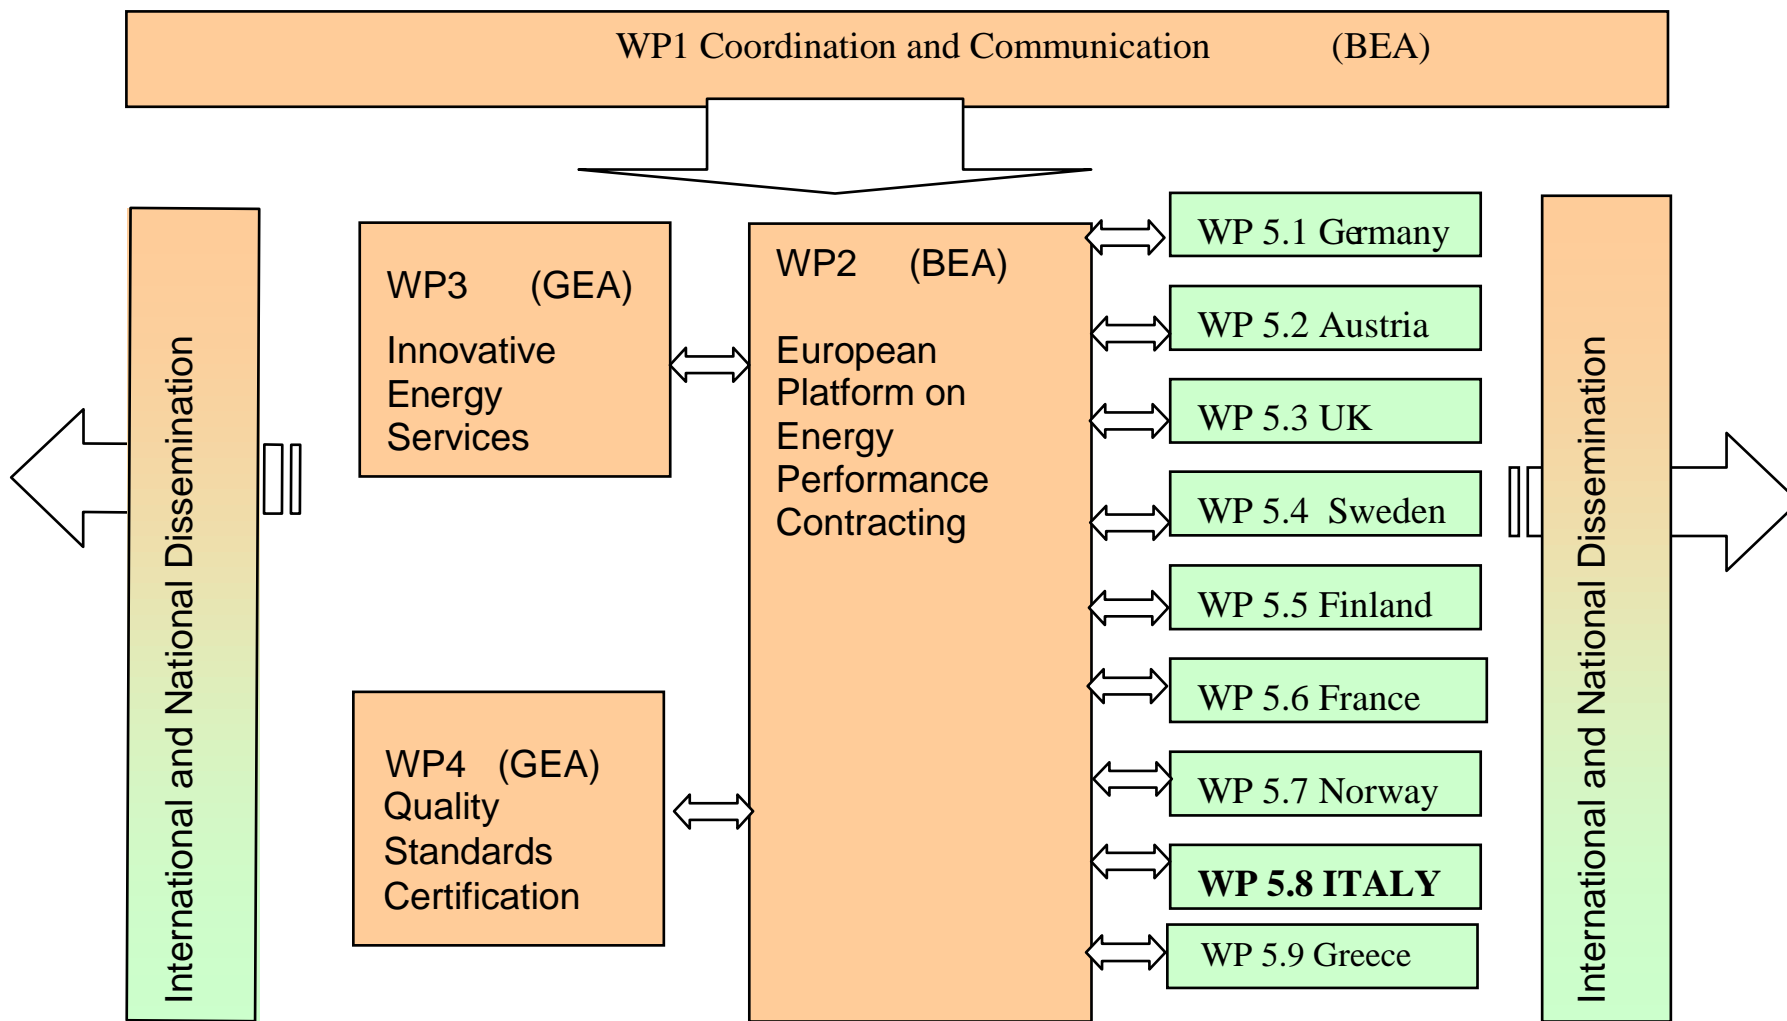 WP1 Coordination and Communication (BEA)
International and National Dissemination
WP3 (GEA)
Innovative
Energy
Services
WP4 (GEA)
Quality
Standards
Certification
WP2 (BEA)
European
Platform on
Energy
Performance
Contracting
WP 5.1 Germany
WP 5.2 Austria
WP 5.3 UK
WP 5.4 Sweden
WP 5.5 Finland
WP 5.6 France
WP 5.7 Norway
WP 5.8 ITALY
WP 5.9 Greece
International and National Dissemination